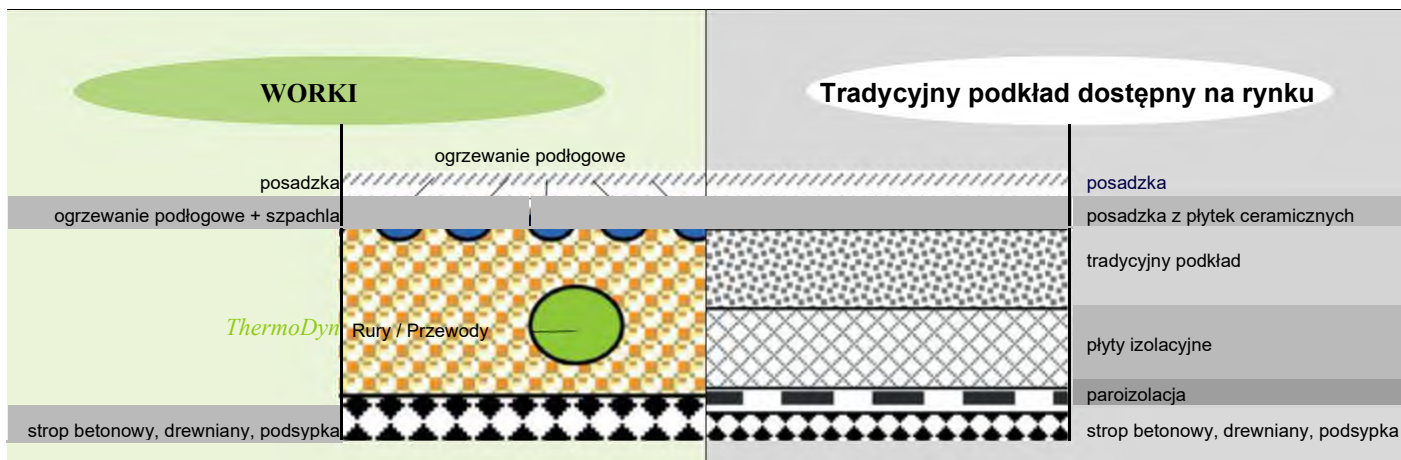 WORKI
Tradycyjny podkład dostępny na rynku
ogrzewanie podłogowe
posadzka
posadzka
ogrzewanie podłogowe + szpachla
posadzka z płytek ceramicznych
tradycyjny podkład
ThermoDyn
Rury / Przewody
płyty izolacyjne
paroizolacja
strop betonowy, drewniany, podsypka
strop betonowy, drewniany, podsypka